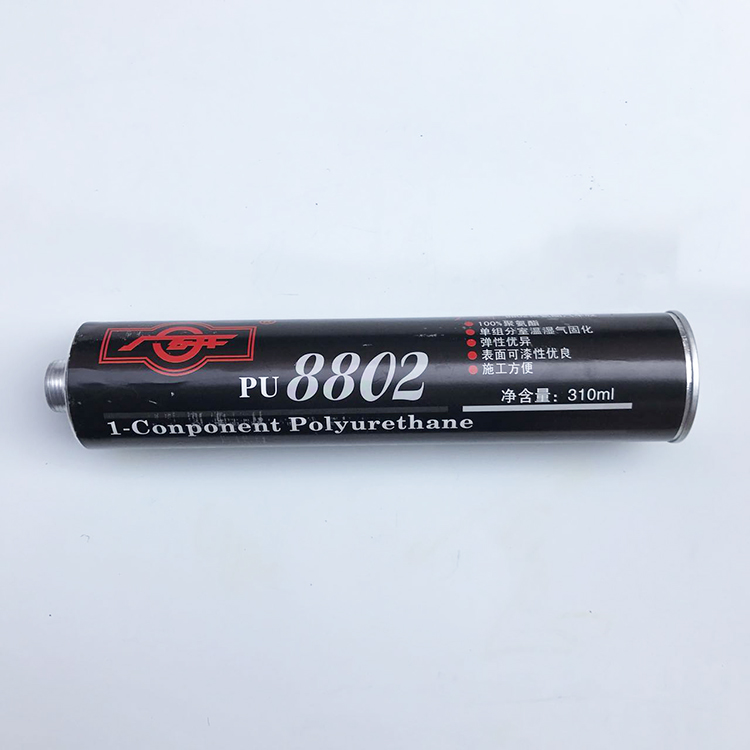 ®
PU 8802
1-Conponent Polyurethane
100%聚氨酯
单组分室温湿气固化
弹性优异
表面可漆性优良
施工方便
净含量：310ml